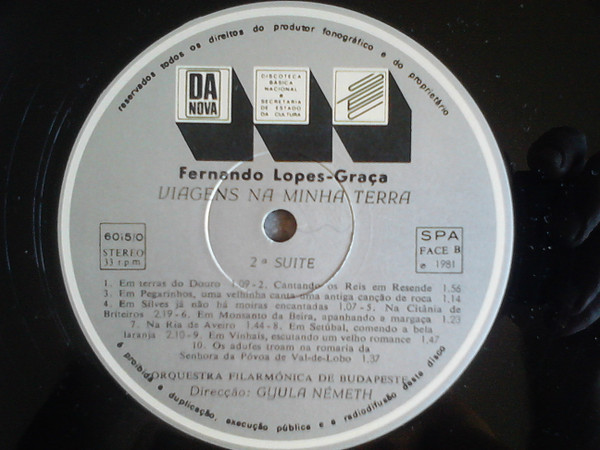 reservados todos os direitos do produtor fonográfico e do proprietário
DA
NOVA
DISCOTECA
BÁSICA
NACIONAL
SECRETARIA
DE ESTADO
DA CULTURA
Fernando Lopes-Graça
VIAGENS NA MINHA TERRA
60i5i0
STEREO
33 r.p.m.
SPA
FACE B
℗ 1981
2ª SUITE
1. Em terras do Douro 1.09 - 2. Cantando os Reis em Resende 1.56
3. Em Pegarinhos, uma velhinha canta uma antiga canção de roca 1.14
4. Em Silves já não há moiras encantadas 1.07 - 5. Na Citânia de
Briteiros 2.19 - 6. Em Monsanto da Beira, apanhando a margaça 1.23
7. Na Ria de Aveiro 1.44 - 8. Em Setúbal, comendo a bela
laranja 2.10 - 9. Em Vinhais, escutando um velho romance 1.47
10. Os adufes troam na romaria da
Senhora da Póvoa de Val-de-Lobo 1.37
ORQUESTRA FILARMÓNICA DE BUDAPESTE
Direcção: GYJULA NÉMETH
é proibida a duplicação, execução pública e a radiodifusão deste disco